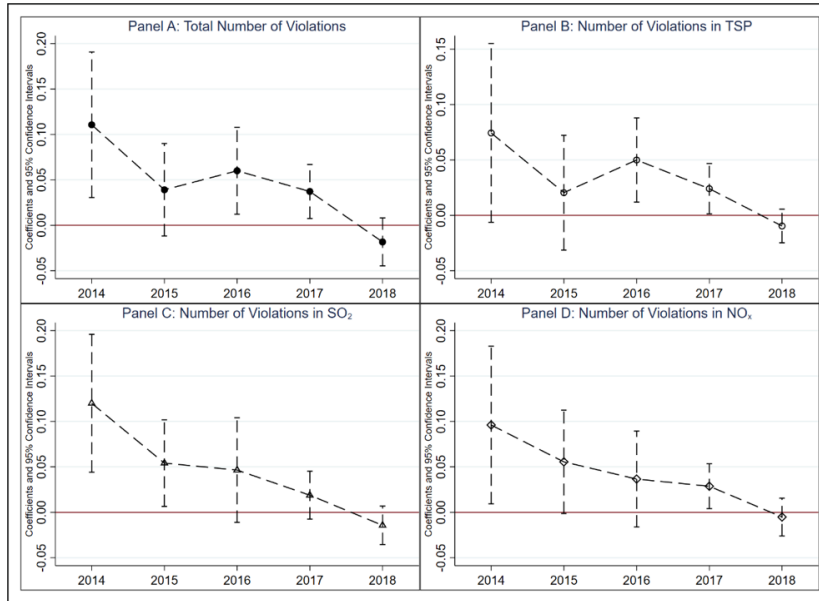 Panel A: Total Number of Violations
Coefficients and 95% Confidence Intervals
0.20
0.15
0.10
0.05
0.00
-0.05
2014 2015 2016 2017 2018
Panel B: Number of Violations in TSP
Coefficients and 95% Confidence Intervals
0.15
0.10
0.05
0.00
-0.05
2014 2015 2016 2017 2018
Panel C: Number of Violations in SO₂
Coefficients and 95% Confidence Intervals
0.20
0.15
0.10
0.05
0.00
-0.05
2014 2015 2016 2017 2018
Panel D: Number of Violations in NOₓ
Coefficients and 95% Confidence Intervals
0.20
0.15
0.10
0.05
0.00
-0.05
2014 2015 2016 2017 2018